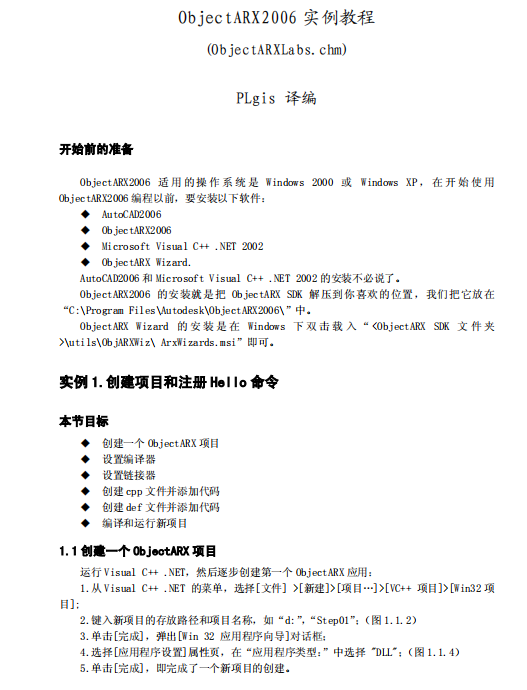 ObjectARX2006 实例教程
(ObjectARXLabs.chm)
PLgis 译编
开始前的准备
ObjectARX2006 适用的操作系统是 Windows 2000 或 Windows XP，在开始使用
ObjectARX2006 编程以前，要安装以下软件：
◆ AutoCAD2006
◆ ObjectARX2006
◆ Microsoft Visual C++ .NET 2002
◆ ObjectARX Wizard.
AutoCAD2006 和 Microsoft Visual C++ .NET 2002 的安装不必说了。
ObjectARX2006 的安装就是把 ObjectARX SDK 解压到你喜欢的位置，我们把它放在
“C:\Program Files\Autodesk\ObjectARX2006\”中。
ObjectARX Wizard 的安装是在 Windows 下双击载入“<ObjectARX SDK 文件夹
>\utils\ObjARXWiz\ ArxWizards.msi”即可。
实例 1.创建项目和注册 Hello 命令
本节目标
◆ 创建一个 ObjectARX 项目
◆ 设置编译器
◆ 设置链接器
◆ 创建 cpp 文件并添加代码
◆ 创建 def 文件并添加代码
◆ 编译和运行新项目
1.1 创建一个 ObjectARX 项目
运行 Visual C++ .NET，然后逐步创建第一个 ObjectARX 应用：
1.从 Visual C++ .NET 的菜单，选择[文件] >[新建]>[项目…]>[VC++ 项目]>[Win32 项
目];
2.键入新项目的存放路径和项目名称，如“d:”，“Step01”；（图 1.1.2）
3.单击[完成]，弹出[Win 32 应用程序向导]对话框；
4.选择[应用程序设置]属性页，在“应用程序类型：”中选择 "DLL"；（图 1.1.4）
5.单击[完成]，即完成了一个新项目的创建。